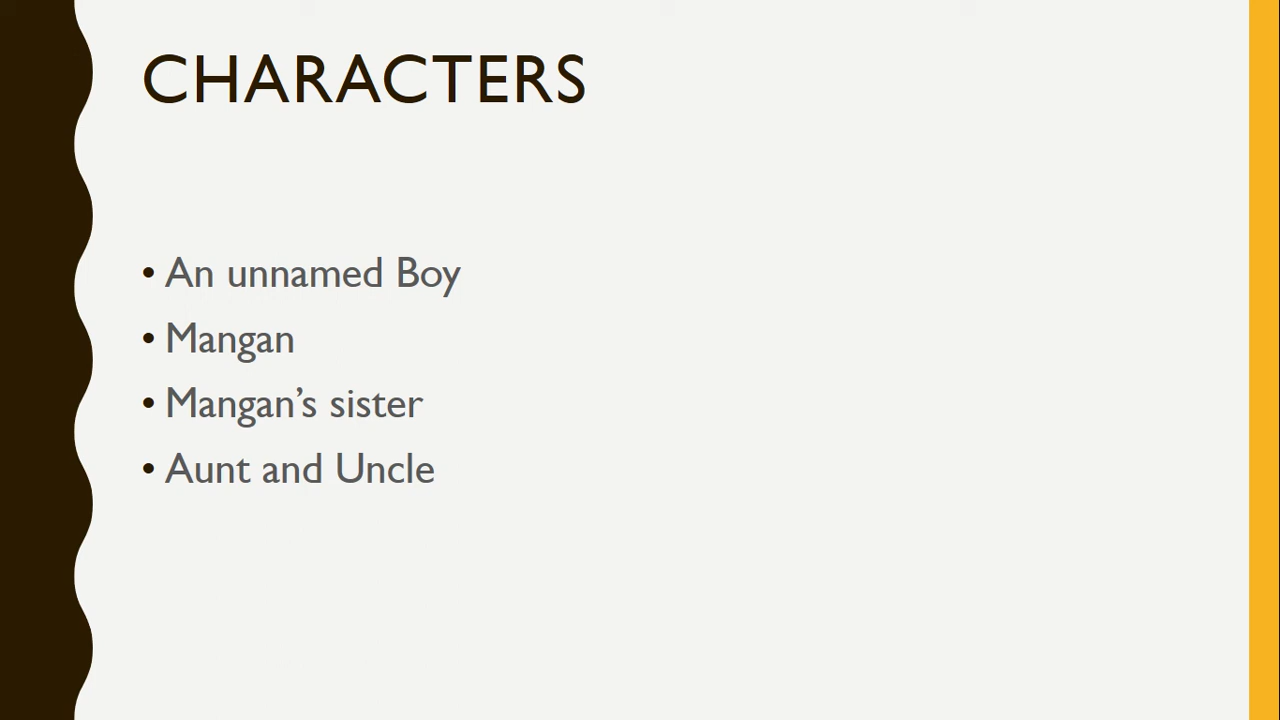 CHARACTERS
• An unnamed Boy
• Mangan
• Mangan’s sister
• Aunt and Uncle